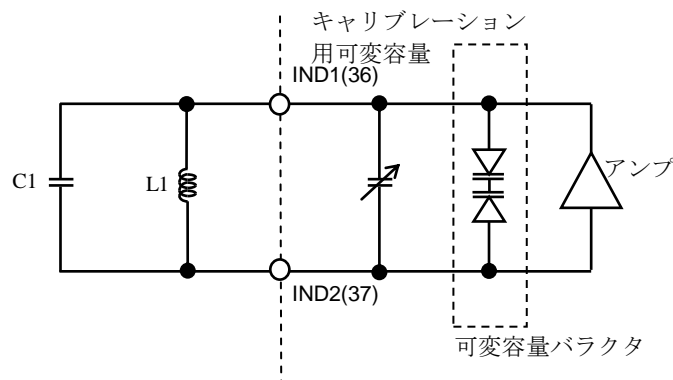 キャリブレーション
用可変容量
IND1(36)
C1
L1
アンプ
IND2(37)
可変容量バラクタ